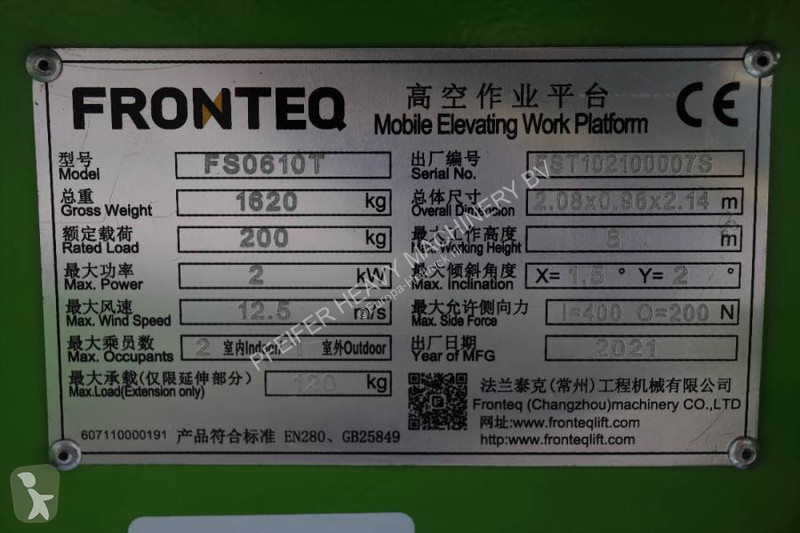 FRONTEQ
高空作业平台
Mobile Elevating Work Platform
CE
型号 Model FS0610T
出厂编号 Serial No. FST102100007S
总重 Gross Weight 1620 kg
总体尺寸 Overall Dimension 2.08x0.96x2.14 m
额定载荷 Rated Load 200 kg
最大工作高度 Max. Working Height 8 m
最大功率 Max. Power 2 kW
最大倾斜角度 Max. Inclination X= 1.5 ° Y= 2 °
最大风速 Max. Wind Speed 12.5 m/s
最大允许侧向力 Max. Side Force I=400 O=200 N
最大乘员数 Max. Occupants 2 室内Indoor 1 室外Outdoor
出厂日期 Year of MFG 2021
最大承载(仅限延伸部分) Max.Load(Extension only) 120 kg
法兰泰克(常州)工程机械有限公司
Fronteq (Changzhou)machinery CO.,LTD
网址:www.fronteqlift.com
http:www.fronteqlift.com
607110000191 产品符合标准 EN280、GB25849
PFEIFER HEAVY MACHINERY BV